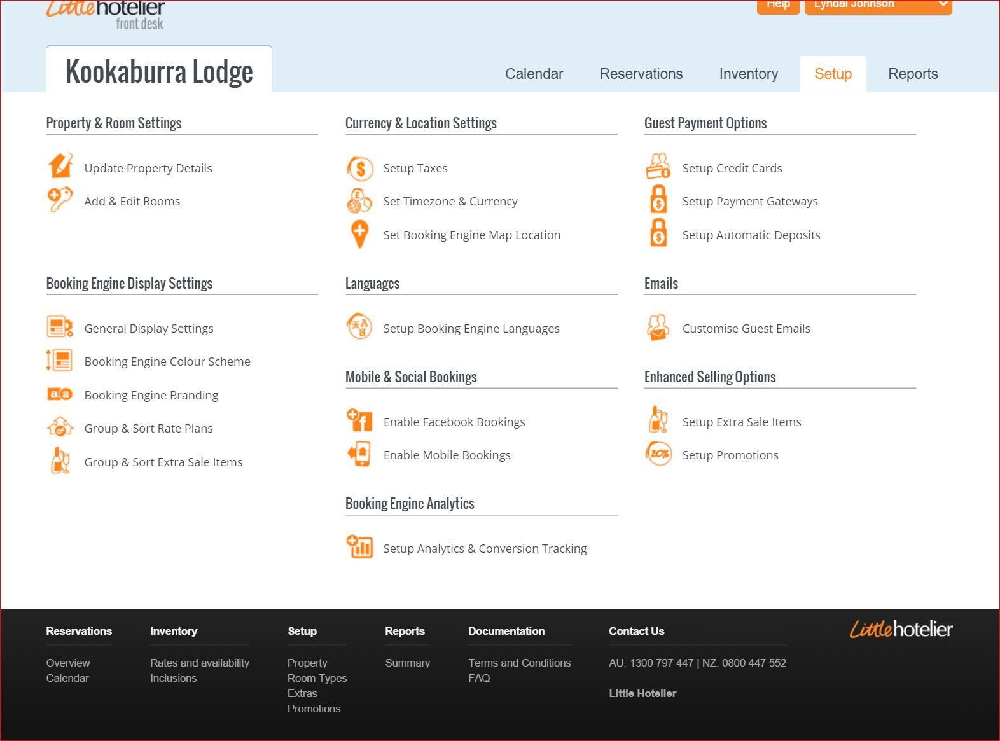 Little hotelier
front desk
Help
Lyndal Johnson
Kookaburra Lodge
Calendar
Reservations
Inventory
Setup
Reports
Property & Room Settings
Update Property Details
Add & Edit Rooms
Currency & Location Settings
Setup Taxes
Set Timezone & Currency
Set Booking Engine Map Location
Guest Payment Options
Setup Credit Cards
Setup Payment Gateways
Setup Automatic Deposits
Booking Engine Display Settings
General Display Settings
Booking Engine Colour Scheme
aa
Booking Engine Branding
Group & Sort Rate Plans
Group & Sort Extra Sale Items
Languages
Setup Booking Engine Languages
Mobile & Social Bookings
Enable Facebook Bookings
Enable Mobile Bookings
Booking Engine Analytics
Setup Analytics & Conversion Tracking
Emails
Customise Guest Emails
Enhanced Selling Options
Setup Extra Sale Items
20%
Setup Promotions
Reservations
Overview
Calendar
Inventory
Rates and availability
Inclusions
Setup
Property
Room Types
Extras
Promotions
Reports
Summary
Documentation
Terms and Conditions
FAQ
Contact Us
AU: 1300 797 447 | NZ: 0800 447 552
Little Hotelier
Little hotelier